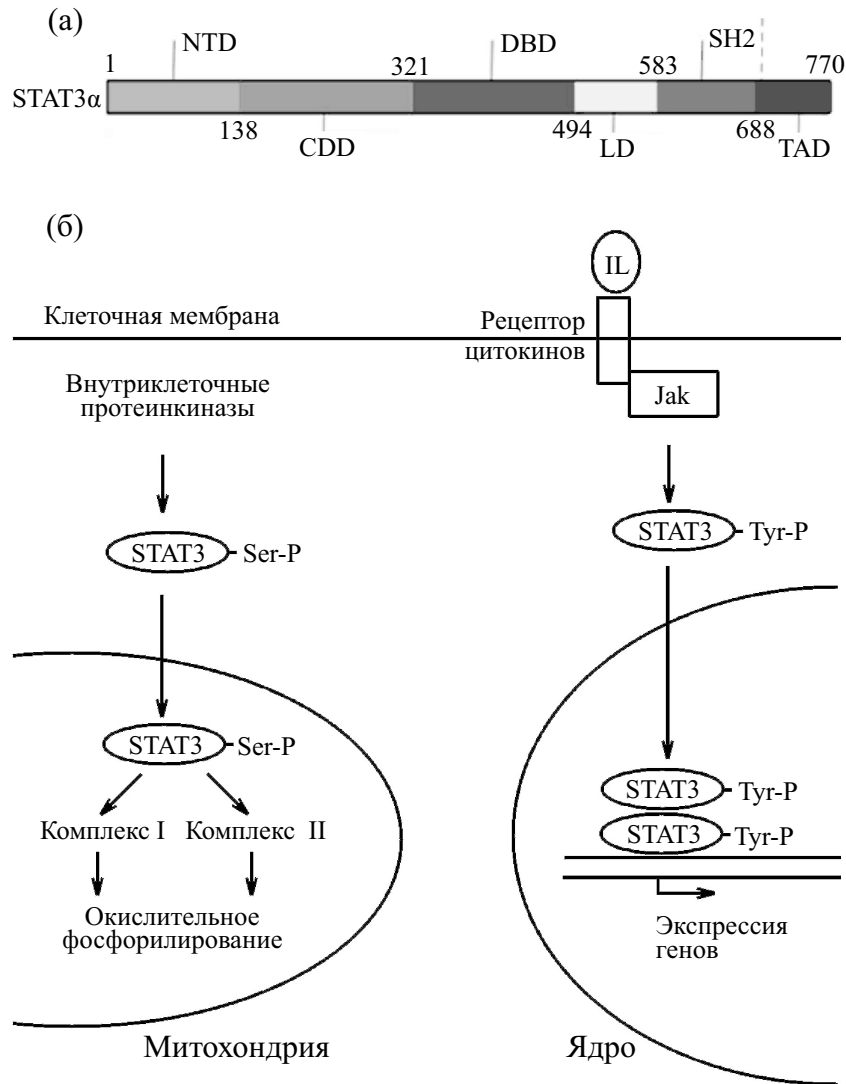 (а)
NTD DBD SH2
1 321 583 770
STAT3α
138 CDD 494 LD 688 TAD
(б)
IL
Клеточная мембрана
Рецептор
цитокинов
Jak
Внутриклеточные
протеинкиназы
STAT3 Ser-P
STAT3 Tyr-P
STAT3 Ser-P
Комплекс I Комплекс II
Окислительное
фосфорилирование
STAT3 Tyr-P
STAT3 Tyr-P
Экспрессия
генов
Митохондрия
Ядро